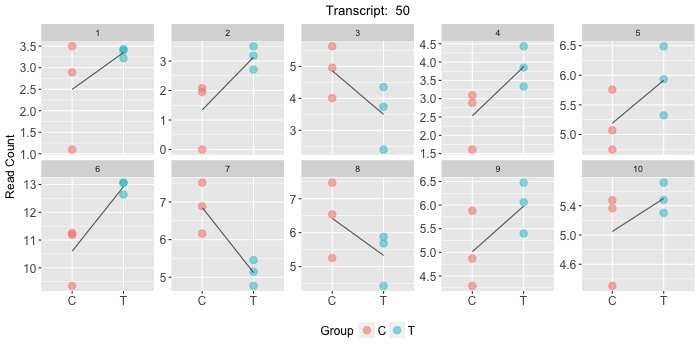 Transcript: 50
Read Count
1 2 3 4 5
3.5 3.0 2.5 2.0 1.5 1.0
3 2 1 0
5 4 3
4.5 4.0 3.5 3.0 2.5 2.0 1.5
6.5 6.0 5.5 5.0
6 7 8 9 10
13 12 11 10
7 6 5
7 6 5
6.5 6.0 5.5 5.0 4.5
5.4 5.0 4.6
C T C T C T C T C T
Group C T